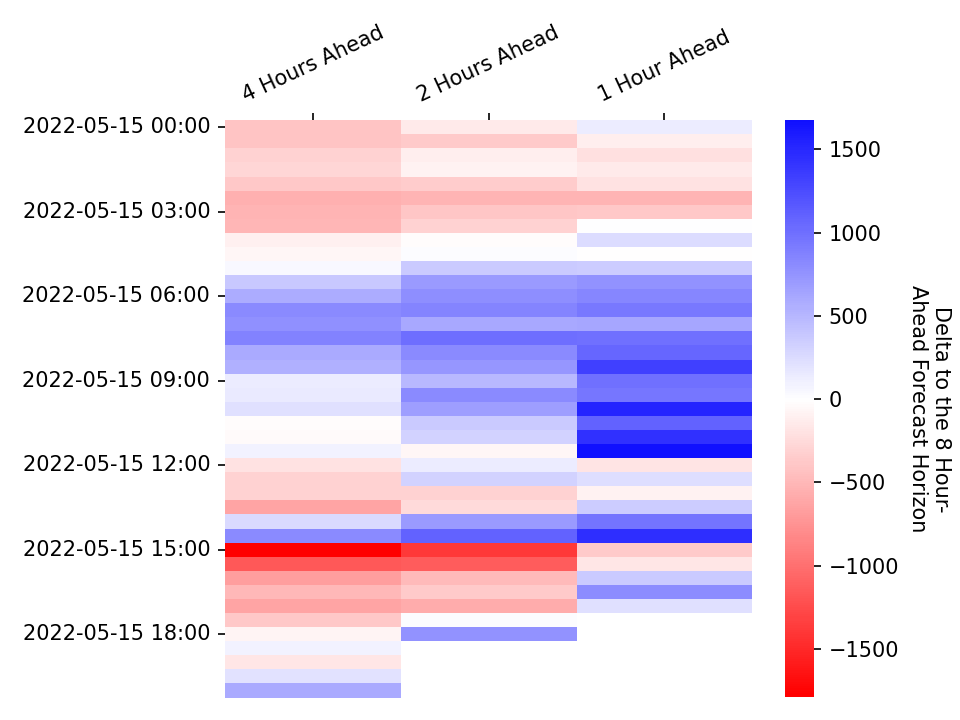 4 Hours Ahead
2 Hours Ahead
1 Hour Ahead
2022-05-15 00:00
2022-05-15 03:00
2022-05-15 06:00
2022-05-15 09:00
2022-05-15 12:00
2022-05-15 15:00
2022-05-15 18:00
1500
1000
500
0
−500
−1000
−1500
Delta to the 8 Hour-
Ahead Forecast Horizon